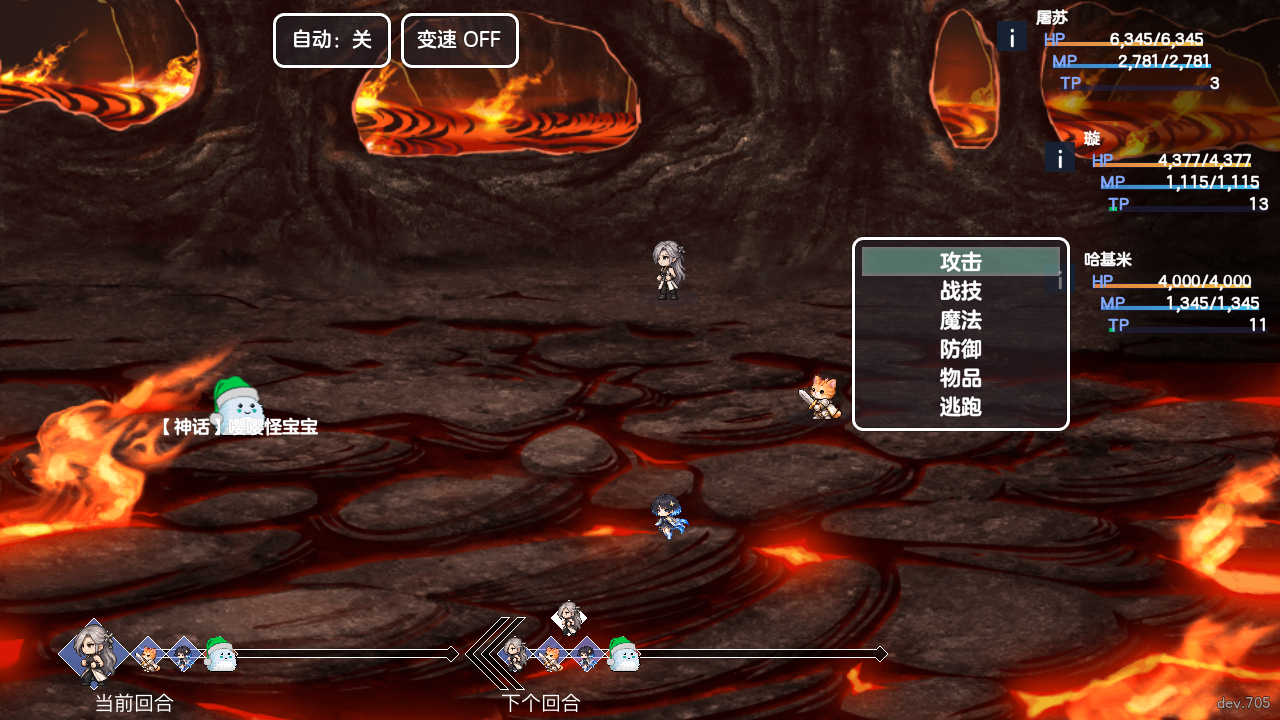 自动：关
变速 OFF
屠苏
HP 6,345/6,345
MP 2,781/2,781
TP 3
璇
HP 4,377/4,377
MP 1,115/1,115
TP 13
哈基米
HP 4,000/4,000
MP 1,345/1,345
TP 11
攻击
战技
魔法
防御
物品
逃跑
【神话】嘤嘤怪宝宝
当前回合
下个回合
dev.705